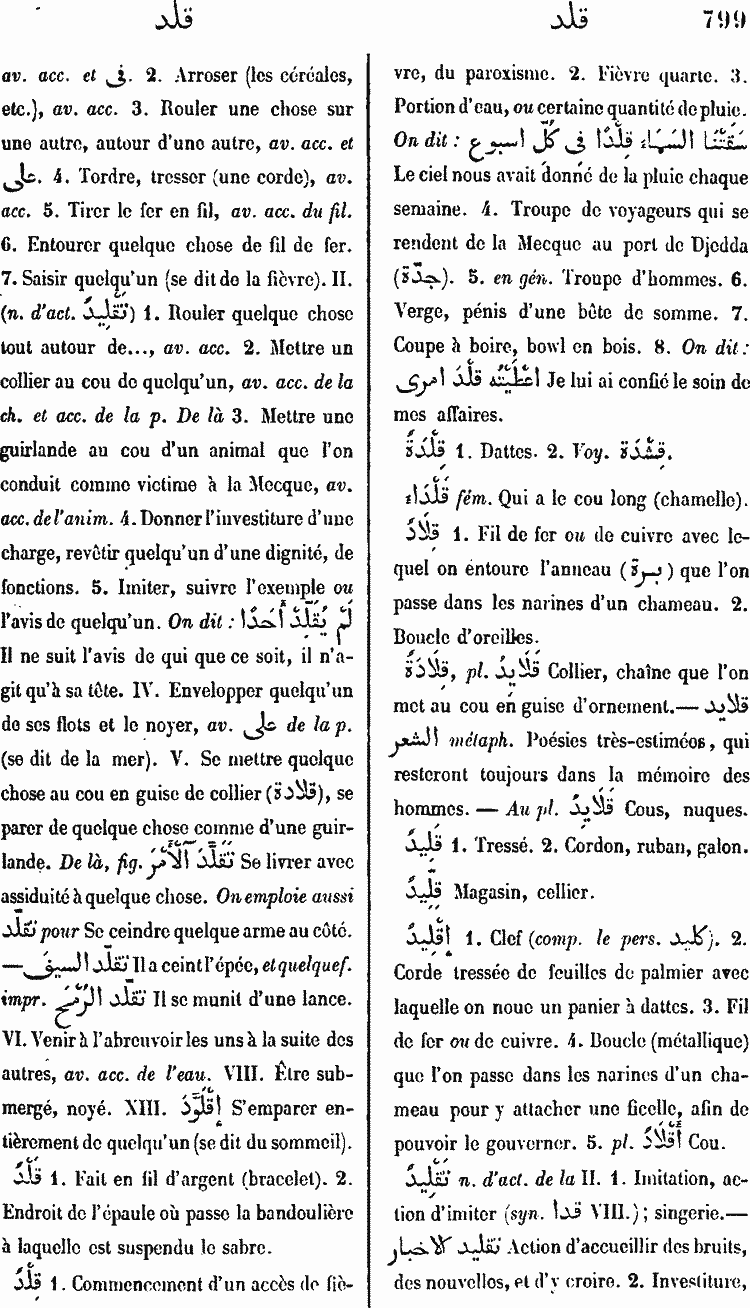 قلد
قلد
799
av. acc. et فى. 2. Arroser (les céréales,
etc.), av. acc. 3. Rouler une chose sur
une autre, autour d'une autre, av. acc. et
على. 4. Tordre, tresser (une corde), av.
acc. 5. Tirer le fer en fil, av. acc. du fil.
6. Entourer quelque chose de fil de fer.
7. Saisir quelqu'un (se dit de la fièvre). II.
(n. d'act. تَقْلِيدٌ) 1. Rouler quelque chose
tout autour de..., av. acc. 2. Mettre un
collier au cou de quelqu'un, av. acc. de la
ch. et acc. de la p. De là 3. Mettre une
guirlande au cou d'un animal que l'on
conduit comme victime à la Mecque, av.
acc. de l'anim. 4. Donner l'investiture d'une
charge, revêtir quelqu'un d'une dignité, de
fonctions. 5. Imiter, suivre l'exemple ou
l'avis de quelqu'un. On dit : لَمْ يُقَلِّدْ أَحَدًا
Il ne suit l'avis de qui que ce soit, il n'a-
git qu'à sa tête. IV. Envelopper quelqu'un
de ses flots et le noyer, av. على de la p.
(se dit de la mer). V. Se mettre quelque
chose au cou en guise de collier (قلادة), se
parer de quelque chose comme d'une guir-
lande. De là, fig. تَقَلَّدَ ٱلْأَمْرَ Se livrer avec
assiduité à quelque chose. On emploie aussi
تقلّد pour Se ceindre quelque arme au côté.
— تقلّد السيف Il a ceint l'épée, et quelquef.
impr. تقلّد الرُّمْحَ Il se munit d'une lance.
VI. Venir à l'abreuvoir les uns à la suite des
autres, av. acc. de l'eau. VIII. Être sub-
mergé, noyé. XIII. إِقْلَوَّدَ S'emparer en-
tièrement de quelqu'un (se dit du sommeil).
قَلْدٌ 1. Fait en fil d'argent (bracelet). 2.
Endroit de l'épaule où passe la bandoulière
à laquelle est suspendu le sabre.
قِلْدٌ 1. Commencement d'un accès de fiè-
vre, du paroxisme. 2. Fièvre quarte. 3.
Portion d'eau, ou certaine quantité de pluie.
On dit : سَقَتْنَا السَّمَاء قِلْدًا فى كُلِّ اسبوع
Le ciel nous avait donné de la pluie chaque
semaine. 4. Troupe de voyageurs qui se
rendent de la Mecque au port de Djedda
(جدّة). 5. en gén. Troupe d'hommes. 6.
Verge, pénis d'une bête de somme. 7.
Coupe à boire, bowl en bois. 8. On dit :
اعْطَيْتُه قِلْدَ امرى Je lui ai confié le soin de
mes affaires.
قِلْدَةٌ 1. Dattes. 2. Voy. قِشْدَة.
قَلْدَاء fém. Qui a le cou long (chamelle).
قِلَادٌ 1. Fil de fer ou de cuivre avec le-
quel on entoure l'anneau (برة) que l'on
passe dans les narines d'un chameau. 2.
Boucle d'oreilles.
قِلَادَةٌ, pl. قَلَايِدُ Collier, chaîne que l'on
met au cou en guise d'ornement. — قلايد
الشعر métaph. Poésies très-estimées, qui
resteront toujours dans la mémoire des
hommes. — Au pl. قَلَايِدُ Cous, nuques.
قَلِيدٌ 1. Tressé. 2. Cordon, ruban, galon.
قِلِّيدٌ Magasin, cellier.
إِقْلِيدٌ 1. Clef (comp. le pers. كليد). 2.
Corde tressée de feuilles de palmier avec
laquelle on noue un panier à dattes. 3. Fil
de fer ou de cuivre. 4. Boucle (métallique)
que l'on passe dans les narines d'un cha-
meau pour y attacher une ficelle, afin de
pouvoir le gouverner. 5. pl. أَقْلَادٌ Cou.
تَقْلِيدٌ n. d'act. de la II. 1. Imitation, ac-
tion d'imiter (syn. قدا VIII.); singerie. —
تقليد كالاخبار Action d'accueillir des bruits,
des nouvelles, et d'y croire. 2. Investiture,